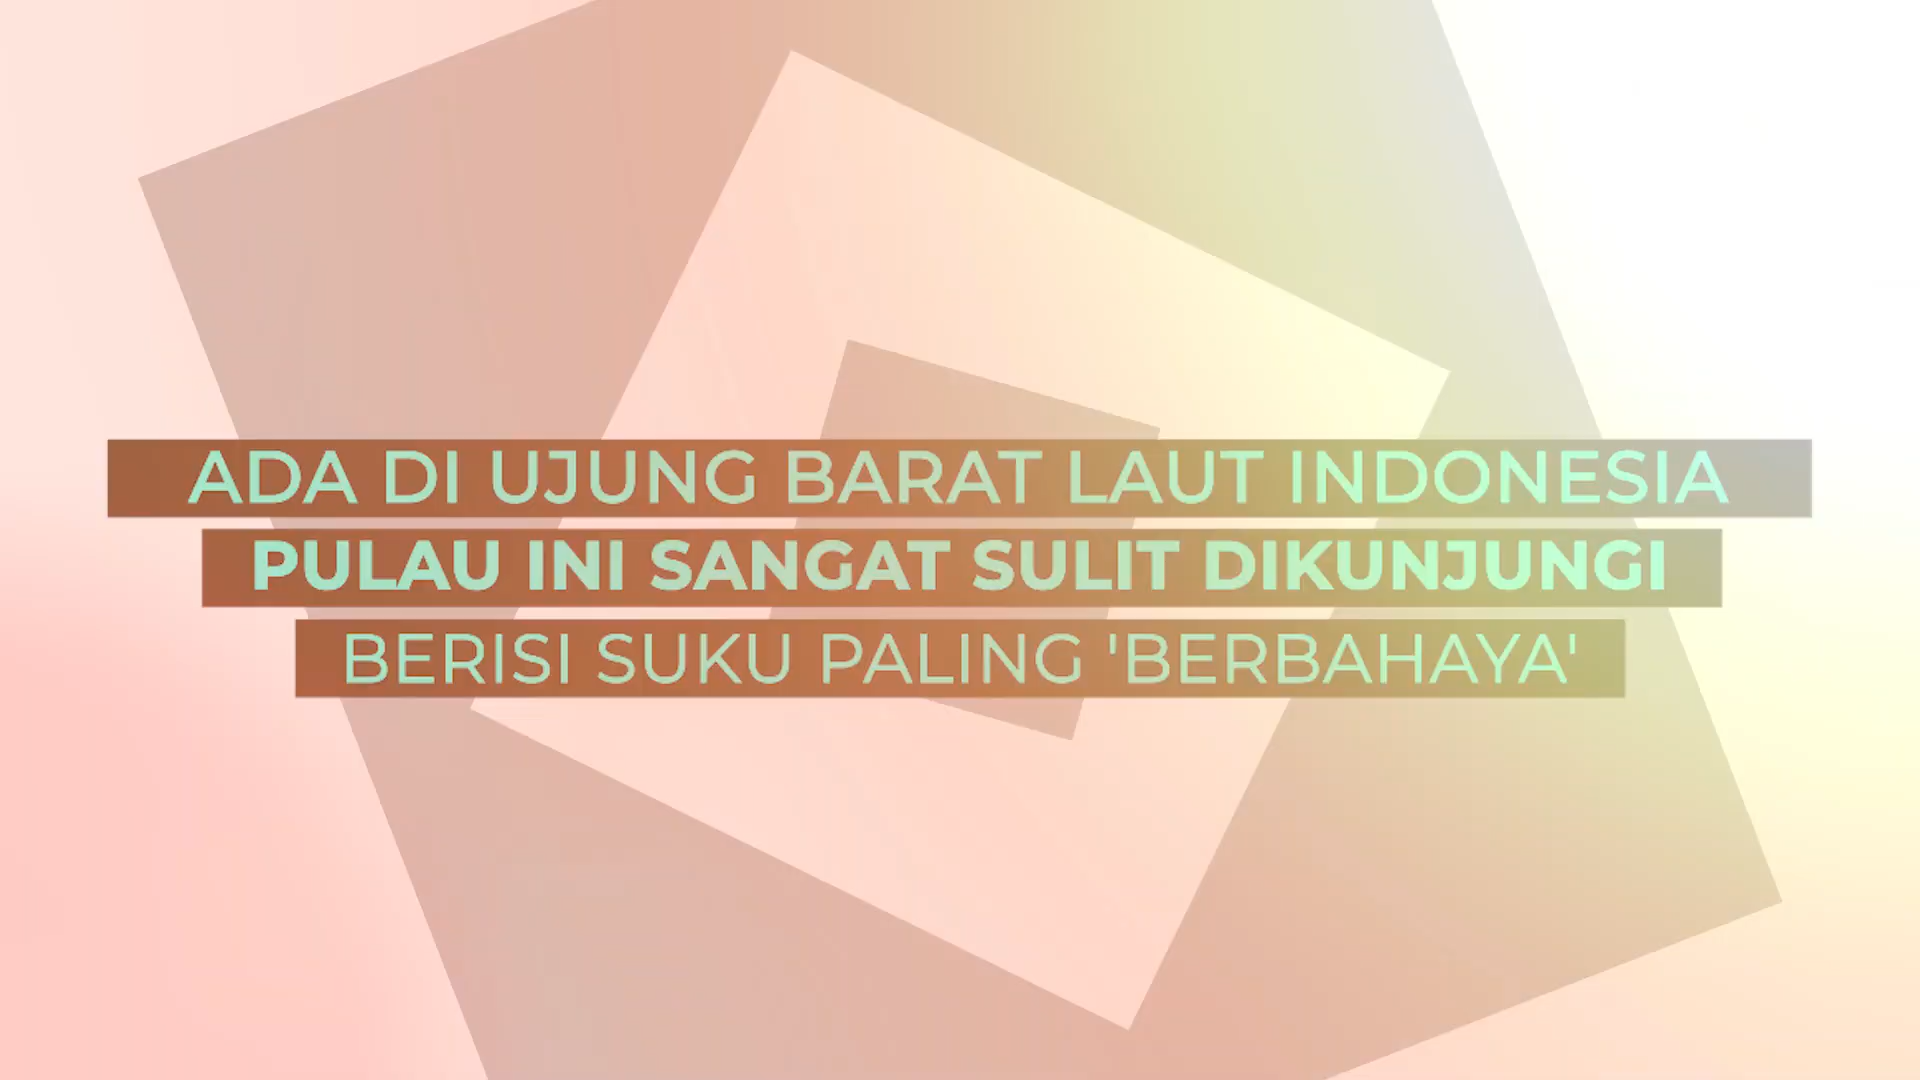 ADA DI UJUNG BARAT LAUT INDONESIA
PULAU INI SANGAT SULIT DIKUNJUNGI
BERISI SUKU PALING 'BERBAHAYA'